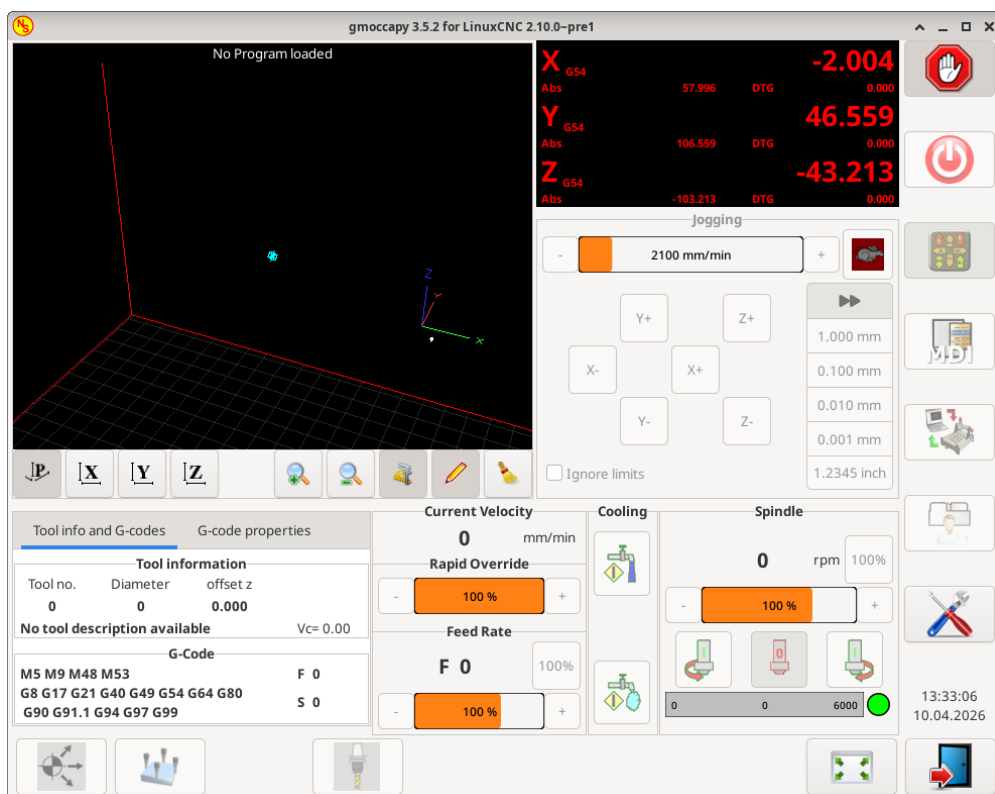 NS
gmoccapy 3.5.2 for LinuxCNC 2.10.0~pre1
No Program loaded
Z
Y
X
X G54 -2.004
Abs 57.996 DTG 0.000
Y G54 46.559
Abs 106.559 DTG 0.000
Z G54 -43.213
Abs -103.213 DTG 0.000
Jogging
- 2100 mm/min +
Y+ Z+
1.000 mm
X- X+
0.100 mm
0.010 mm
Y- Z-
0.001 mm
Ignore limits
1.2345 inch
MDI
P X Y Z
Tool info and G-codes G-code properties
Tool information
Tool no. Diameter offset z
0 0 0.000
No tool description available Vc= 0.00
G-Code
M5 M9 M48 M53 F 0
G8 G17 G21 G40 G49 G54 G64 G80
G90 G91.1 G94 G97 G99 S 0
Current Velocity
0 mm/min
Rapid Override
- 100 % +
Feed Rate
F 0 100%
- 100 % +
Cooling
Spindle
0 rpm 100%
- 100 % +
I 0 I
0 0 6000
13:33:06
10.04.2026